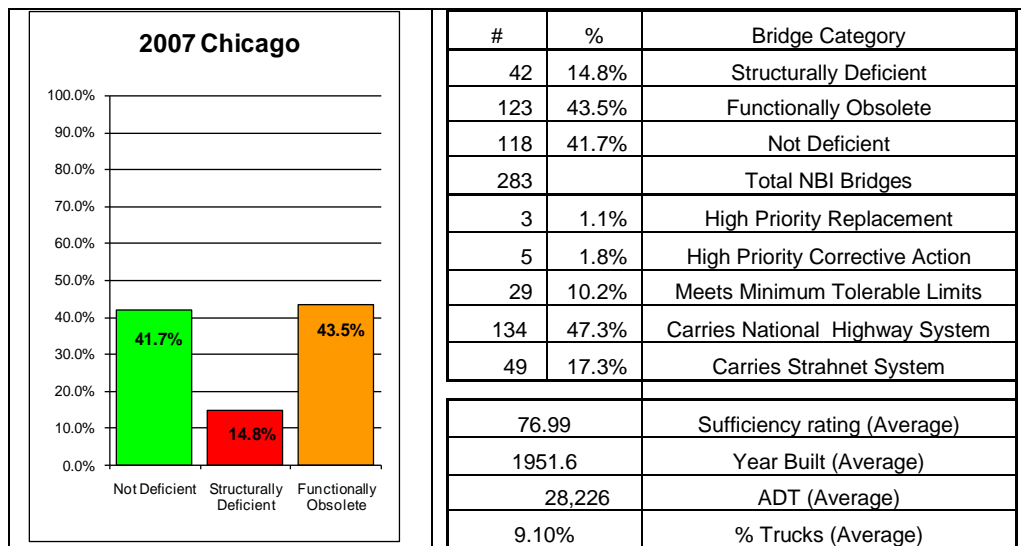 2007 Chicago
100.0%
90.0%
80.0%
70.0%
60.0%
50.0%
40.0%
30.0%
20.0%
10.0%
0.0%
41.7%
14.8%
43.5%
Not Deficient
Structurally
Deficient
Functionally
Obsolete
# % Bridge Category
42 14.8% Structurally Deficient
123 43.5% Functionally Obsolete
118 41.7% Not Deficient
283 Total NBI Bridges
3 1.1% High Priority Replacement
5 1.8% High Priority Corrective Action
29 10.2% Meets Minimum Tolerable Limits
134 47.3% Carries National Highway System
49 17.3% Carries Strahnet System
76.99 Sufficiency rating (Average)
1951.6 Year Built (Average)
28,226 ADT (Average)
9.10% % Trucks (Average)